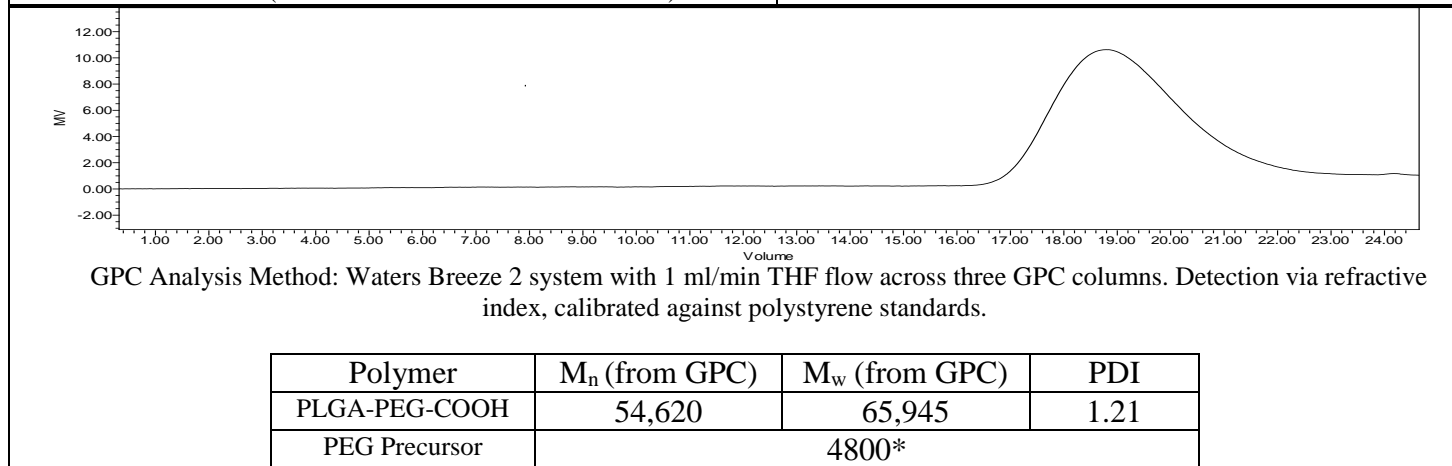 12.00
10.00
8.00
6.00
4.00
2.00
0.00
-2.00
MV
1.00 2.00 3.00 4.00 5.00 6.00 7.00 8.00 9.00 10.00 11.00 12.00 13.00 14.00 15.00 16.00 17.00 18.00 19.00 20.00 21.00 22.00 23.00 24.00
Volume
GPC Analysis Method: Waters Breeze 2 system with 1 ml/min THF flow across three GPC columns. Detection via refractive
index, calibrated against polystyrene standards.
Polymer Mn (from GPC) Mw (from GPC) PDI
PLGA-PEG-COOH 54,620 65,945 1.21
PEG Precursor 4800*